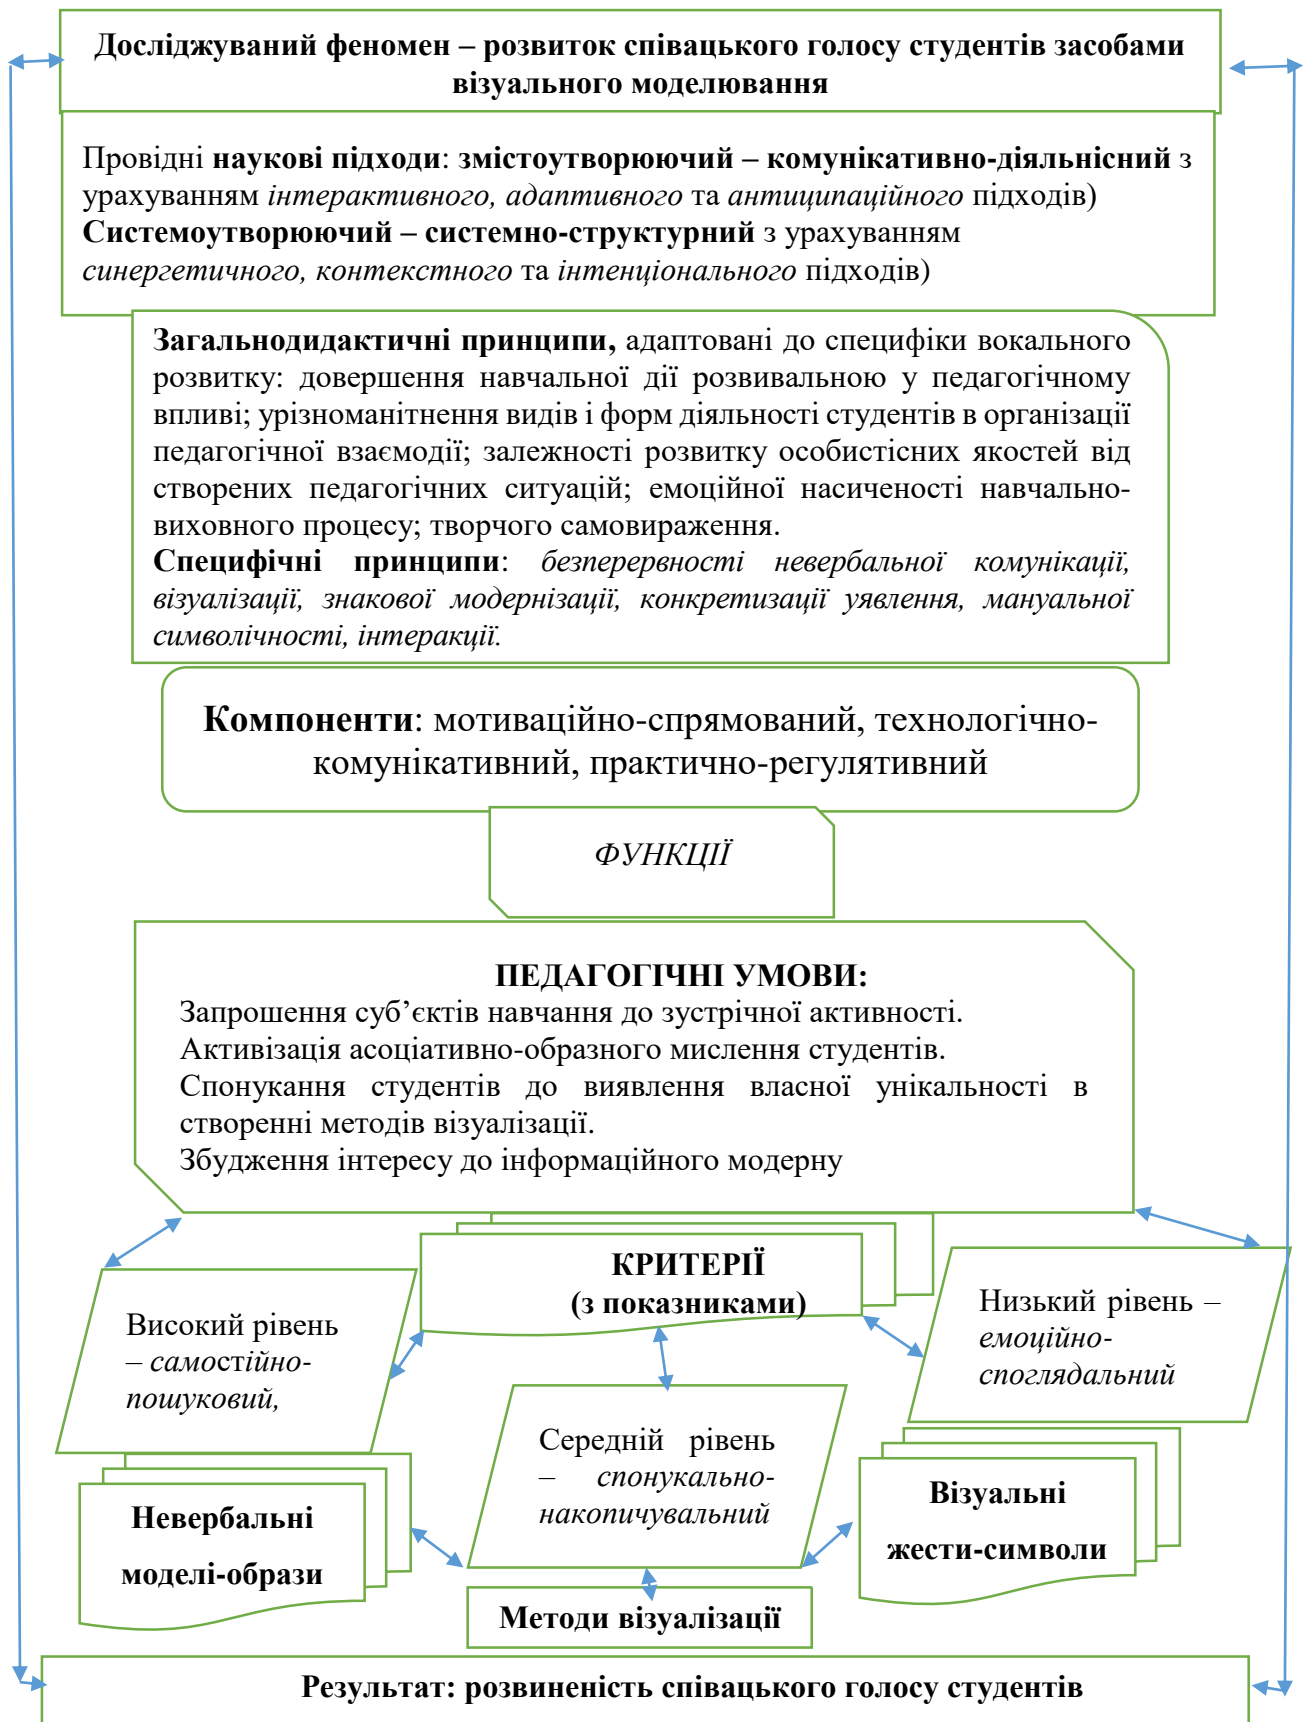 Досліджуваний феномен – розвиток співацького голосу студентів засобами
візуального моделювання
Провідні наукові підходи: змістоутворюючий – комунікативно-діяльнісний з
урахуванням інтерактивного, адаптивного та антиципаційного підходів)
Системоутворюючий – системно-структурний з урахуванням
синергетичного, контекстного та інтенціонального підходів)
Загальнодидактичні принципи, адаптовані до специфіки вокального
розвитку: довершення навчальної дії розвивальною у педагогічному
впливі; урізноманітнення видів і форм діяльності студентів в організації
педагогічної взаємодії; залежності розвитку особистісних якостей від
створених педагогічних ситуацій; емоційної насиченості навчально-
виховного процесу; творчого самовираження.
Специфічні принципи: безперервності невербальної комунікації,
візуалізації, знакової модернізації, конкретизації уявлення, мануальної
символічності, інтеракції.
Компоненти: мотиваційно-спрямований, технологічно-
комунікативний, практично-регулятивний
ФУНКЦІЇ
ПЕДАГОГІЧНІ УМОВИ:
Запрошення суб’єктів навчання до зустрічної активності.
Активізація асоціативно-образного мислення студентів.
Спонукання студентів до виявлення власної унікальності в
створенні методів візуалізації.
Збудження інтересу до інформаційного модерну
КРИТЕРІЇ
(з показниками)
Високий рівень
– самостійно-
пошуковий,
Низький рівень –
емоційно-
споглядальний
Середній рівень
– спонукально-
накопичувальний
Невербальні
моделі-образи
Візуальні
жести-символи
Методи візуалізації
Результат: розвиненість співацького голосу студентів